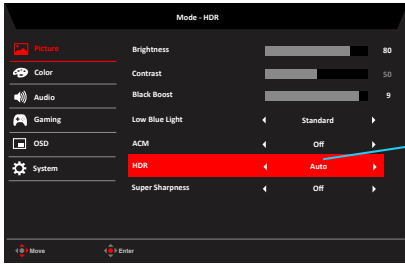 Mode - HDR
Picture
Brightness 80
Color
Contrast 50
Audio
Black Boost 9
Gaming
Low Blue Light Standard
OSD
ACM Off
System
HDR Auto
Super Sharpness Off
Move Enter